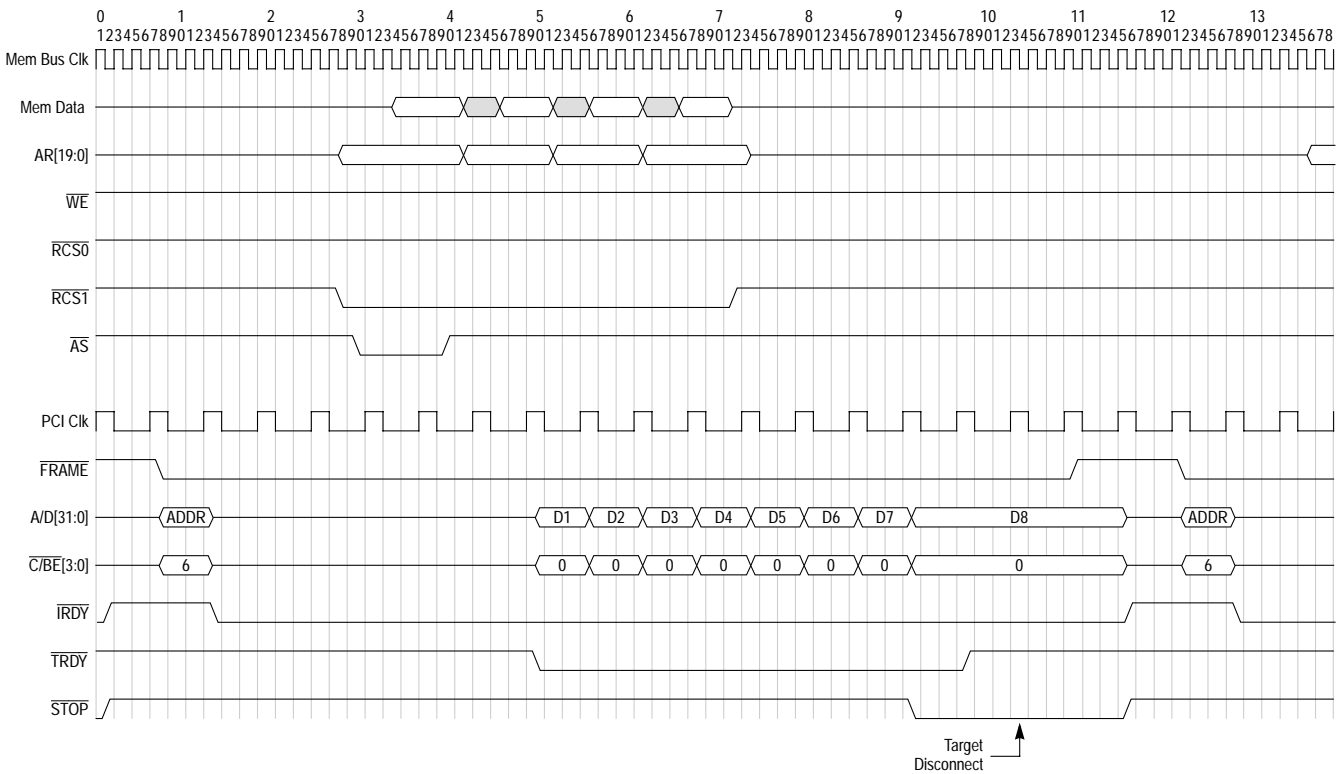 0 1 2 3 4 5 6 7 8 9 10 11 12 13
123456789012345678901234567890123456789012345678901234567890123456789012345678901234567890123456789012345678901234567890123456789012345678
Mem Bus Clk
Mem Data
AR[19:0]
WE
RCS0
RCS1
AS
PCI Clk
FRAME
A/D[31:0] ADDR D1 D2 D3 D4 D5 D6 D7 D8 ADDR
C/BE[3:0] 6 0 0 0 0 0 0 0 0 6
IRDY
TRDY
STOP
Target
Disconnect